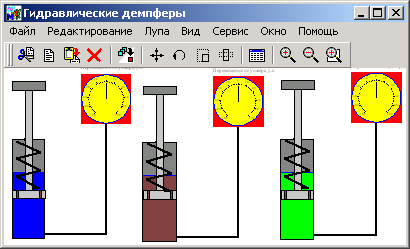 Гидравлические демпферы
Файл Редактирование Лупа Вид Сервис Окно Помощь